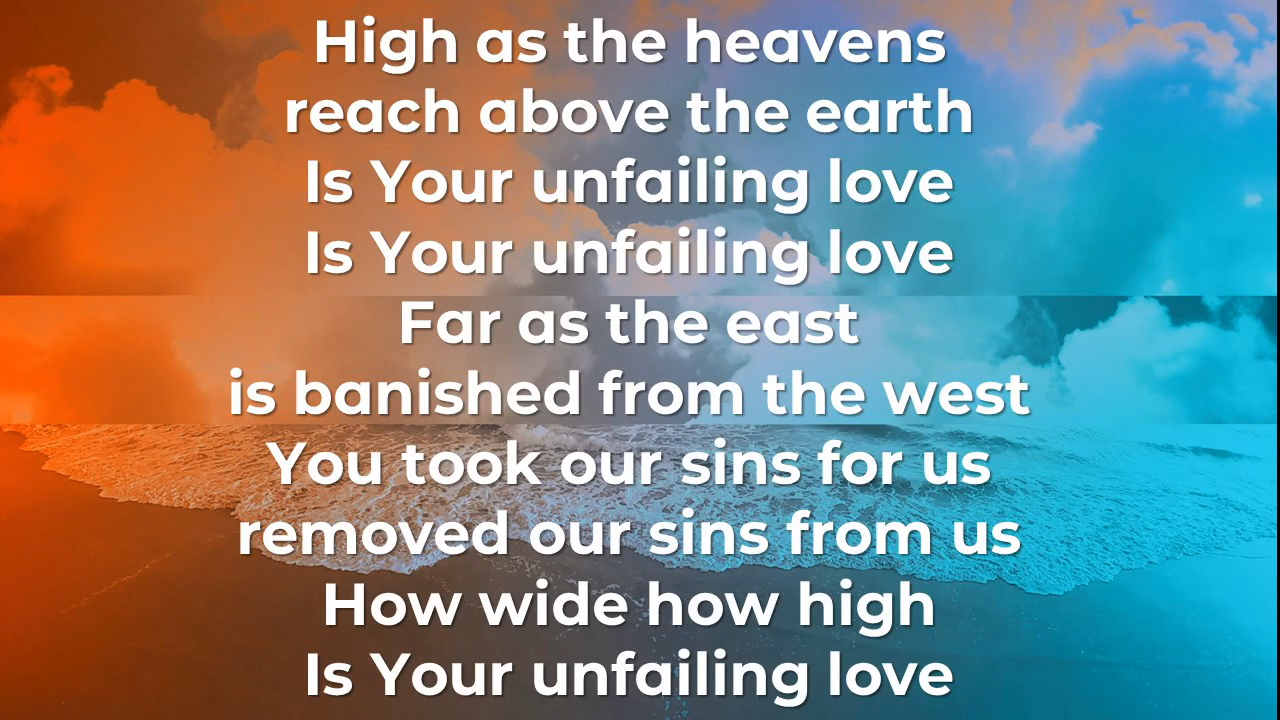 High as the heavens
reach above the earth
Is Your unfailing love
Is Your unfailing love
Far as the east
is banished from the west
You took our sins for us
removed our sins from us
How wide how high
Is Your unfailing love